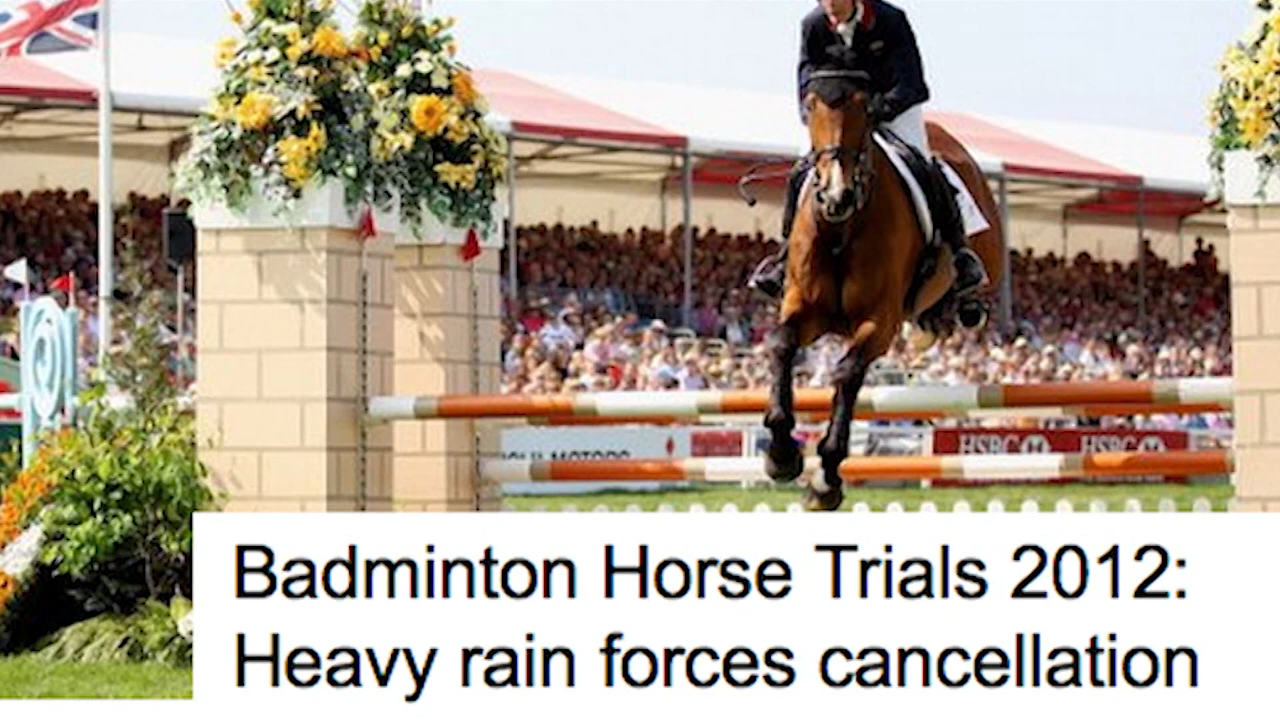 HSBC HSBC
Badminton Horse Trials 2012:
Heavy rain forces cancellation